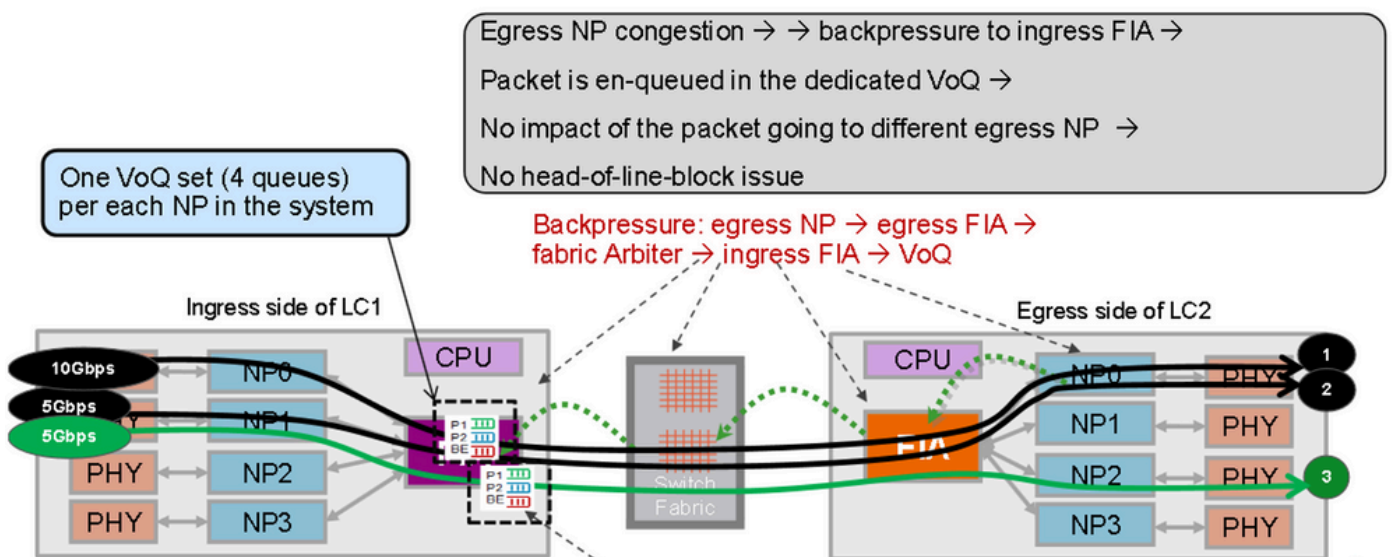 Egress NP congestion → → backpressure to ingress FIA →
Packet is en-queued in the dedicated VoQ →
No impact of the packet going to different egress NP →
No head-of-line-block issue
One VoQ set (4 queues)
per each NP in the system
Backpressure: egress NP → egress FIA →
fabric Arbiter → ingress FIA → VoQ
Ingress side of LC1
Egress side of LC2
10Gbps
NP0
CPU
5Gbps
PHY
NP1
5Gbps
PHY
NP2
PHY
NP3
P1
P2
BE
P1
P2
BE
Switch
Fabric
CPU
FIA
NP0
PHY
1
2
NP1
PHY
NP2
PHY
3
NP3
PHY